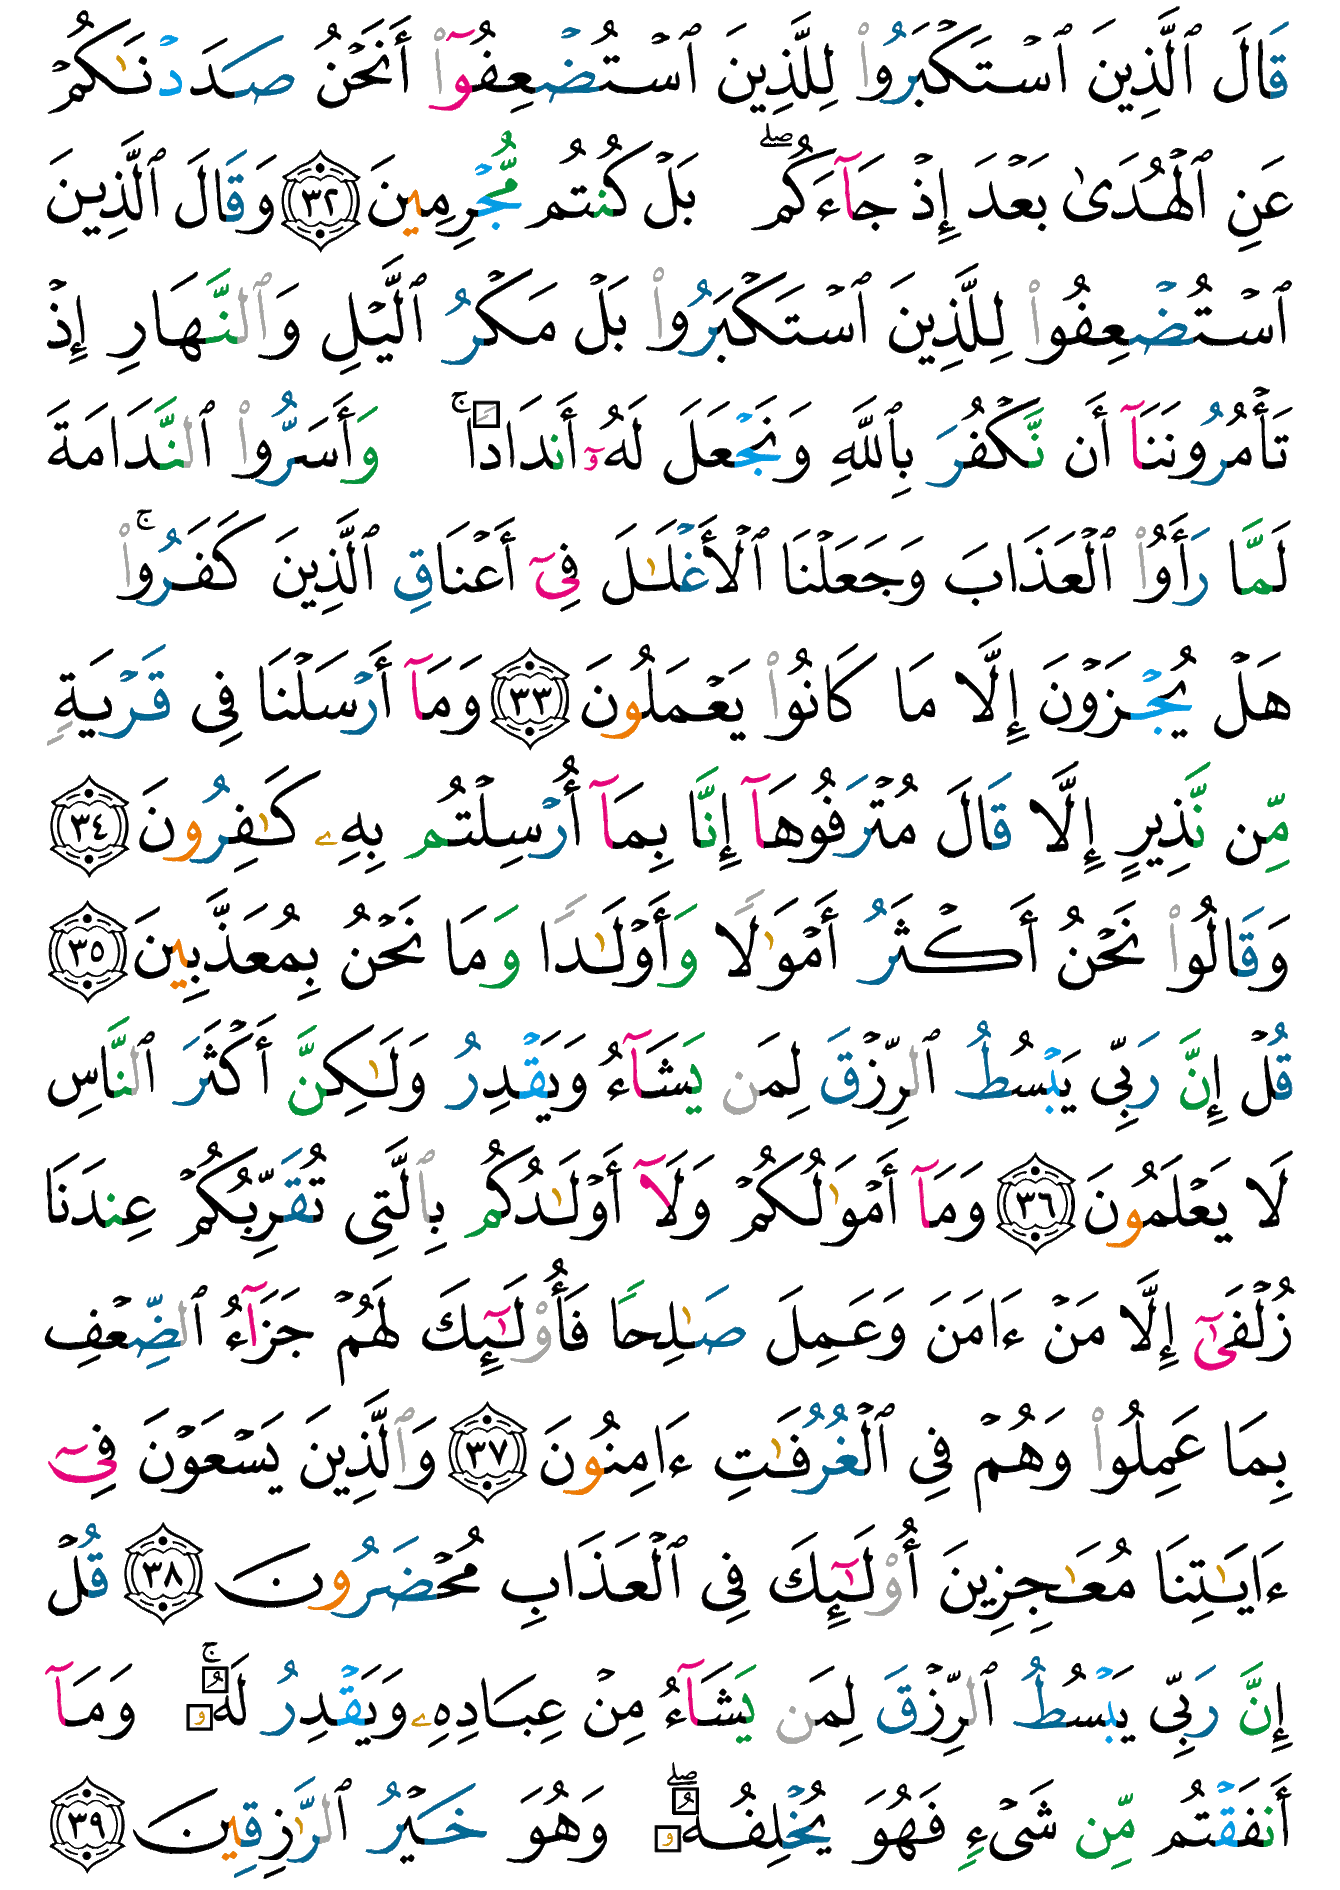 قَالَ ٱلَّذِينَ ٱسۡتَكۡبَرُواْ لِلَّذِينَ ٱسۡتُضۡعِفُوٓاْ أَنَحۡنُ صَدَدۡنَٰكُمۡ
عَنِ ٱلۡهُدَىٰ بَعۡدَ إِذۡ جَآءَكُمۖ بَلۡ كُنتُم مُّجۡرِمِينَ ٣٢ وَقَالَ ٱلَّذِينَ
ٱسۡتُضۡعِفُواْ لِلَّذِينَ ٱسۡتَكۡبَرُواْ بَلۡ مَكۡرُ ٱلَّيۡلِ وَٱلنَّهَارِ إِذۡ
تَأۡمُرُونَنَآ أَن نَّكۡفُرَ بِٱللَّهِ وَنَجۡعَلَ لَهُۥٓ أَندَادٗاۚ وَأَسَرُّواْ ٱلنَّدَامَةَ
لَمَّا رَأَوُاْ ٱلۡعَذَابَ وَجَعَلۡنَا ٱلۡأَغۡلَٰلَ فِيٓ أَعۡنَاقِ ٱلَّذِينَ كَفَرُواْۚ
هَلۡ يُجۡزَوۡنَ إِلَّا مَا كَانُواْ يَعۡمَلُونَ ٣٣ وَمَآ أَرۡسَلۡنَا فِي قَرۡيَةٖ
مِّن نَّذِيرٍ إِلَّا قَالَ مُتۡرَفُوهَآ إِنَّا بِمَآ أُرۡسِلۡتُم بِهِۦ كَٰفِرُونَ ٣٤
وَقَالُواْ نَحۡنُ أَكۡثَرُ أَمۡوَٰلٗا وَأَوۡلَٰدٗا وَمَا نَحۡنُ بِمُعَذَّبِينَ ٣٥
قُلۡ إِنَّ رَبِّي يَبۡسُطُ ٱلرِّزۡقَ لِمَن يَشَآءُ وَيَقۡدِرُ وَلَٰكِنَّ أَكۡثَرَ ٱلنَّاسِ
لَا يَعۡلَمُونَ ٣٦ وَمَآ أَمۡوَٰلُكُمۡ وَلَآ أَوۡلَٰدُكُم بِٱلَّتِي تُقَرِّبُكُمۡ عِندَنَا
زُلۡفَىٰٓ إِلَّا مَنۡ ءَامَنَ وَعَمِلَ صَٰلِحٗا فَأُوْلَٰٓئِكَ لَهُمۡ جَزَآءُ ٱلضِّعۡفِ
بِمَا عَمِلُواْ وَهُمۡ فِي ٱلۡغُرُفَٰتِ ءَامِنُونَ ٣٧ وَٱلَّذِينَ يَسۡعَوۡنَ فِيٓ
ءَايَٰتِنَا مُعَٰجِزِينَ أُوْلَٰٓئِكَ فِي ٱلۡعَذَابِ مُحۡضَرُونَ ٣٨ قُلۡ
إِنَّ رَبِّي يَبۡسُطُ ٱلرِّزۡقَ لِمَن يَشَآءُ مِنۡ عِبَادِهِۦ وَيَقۡدِرُ لَهُۥۚ وَمَآ
أَنفَقۡتُم مِّن شَيۡءٖ فَهُوَ يُخۡلِفُهُۥۖ وَهُوَ خَيۡرُ ٱلرَّٰزِقِينَ ٣٩